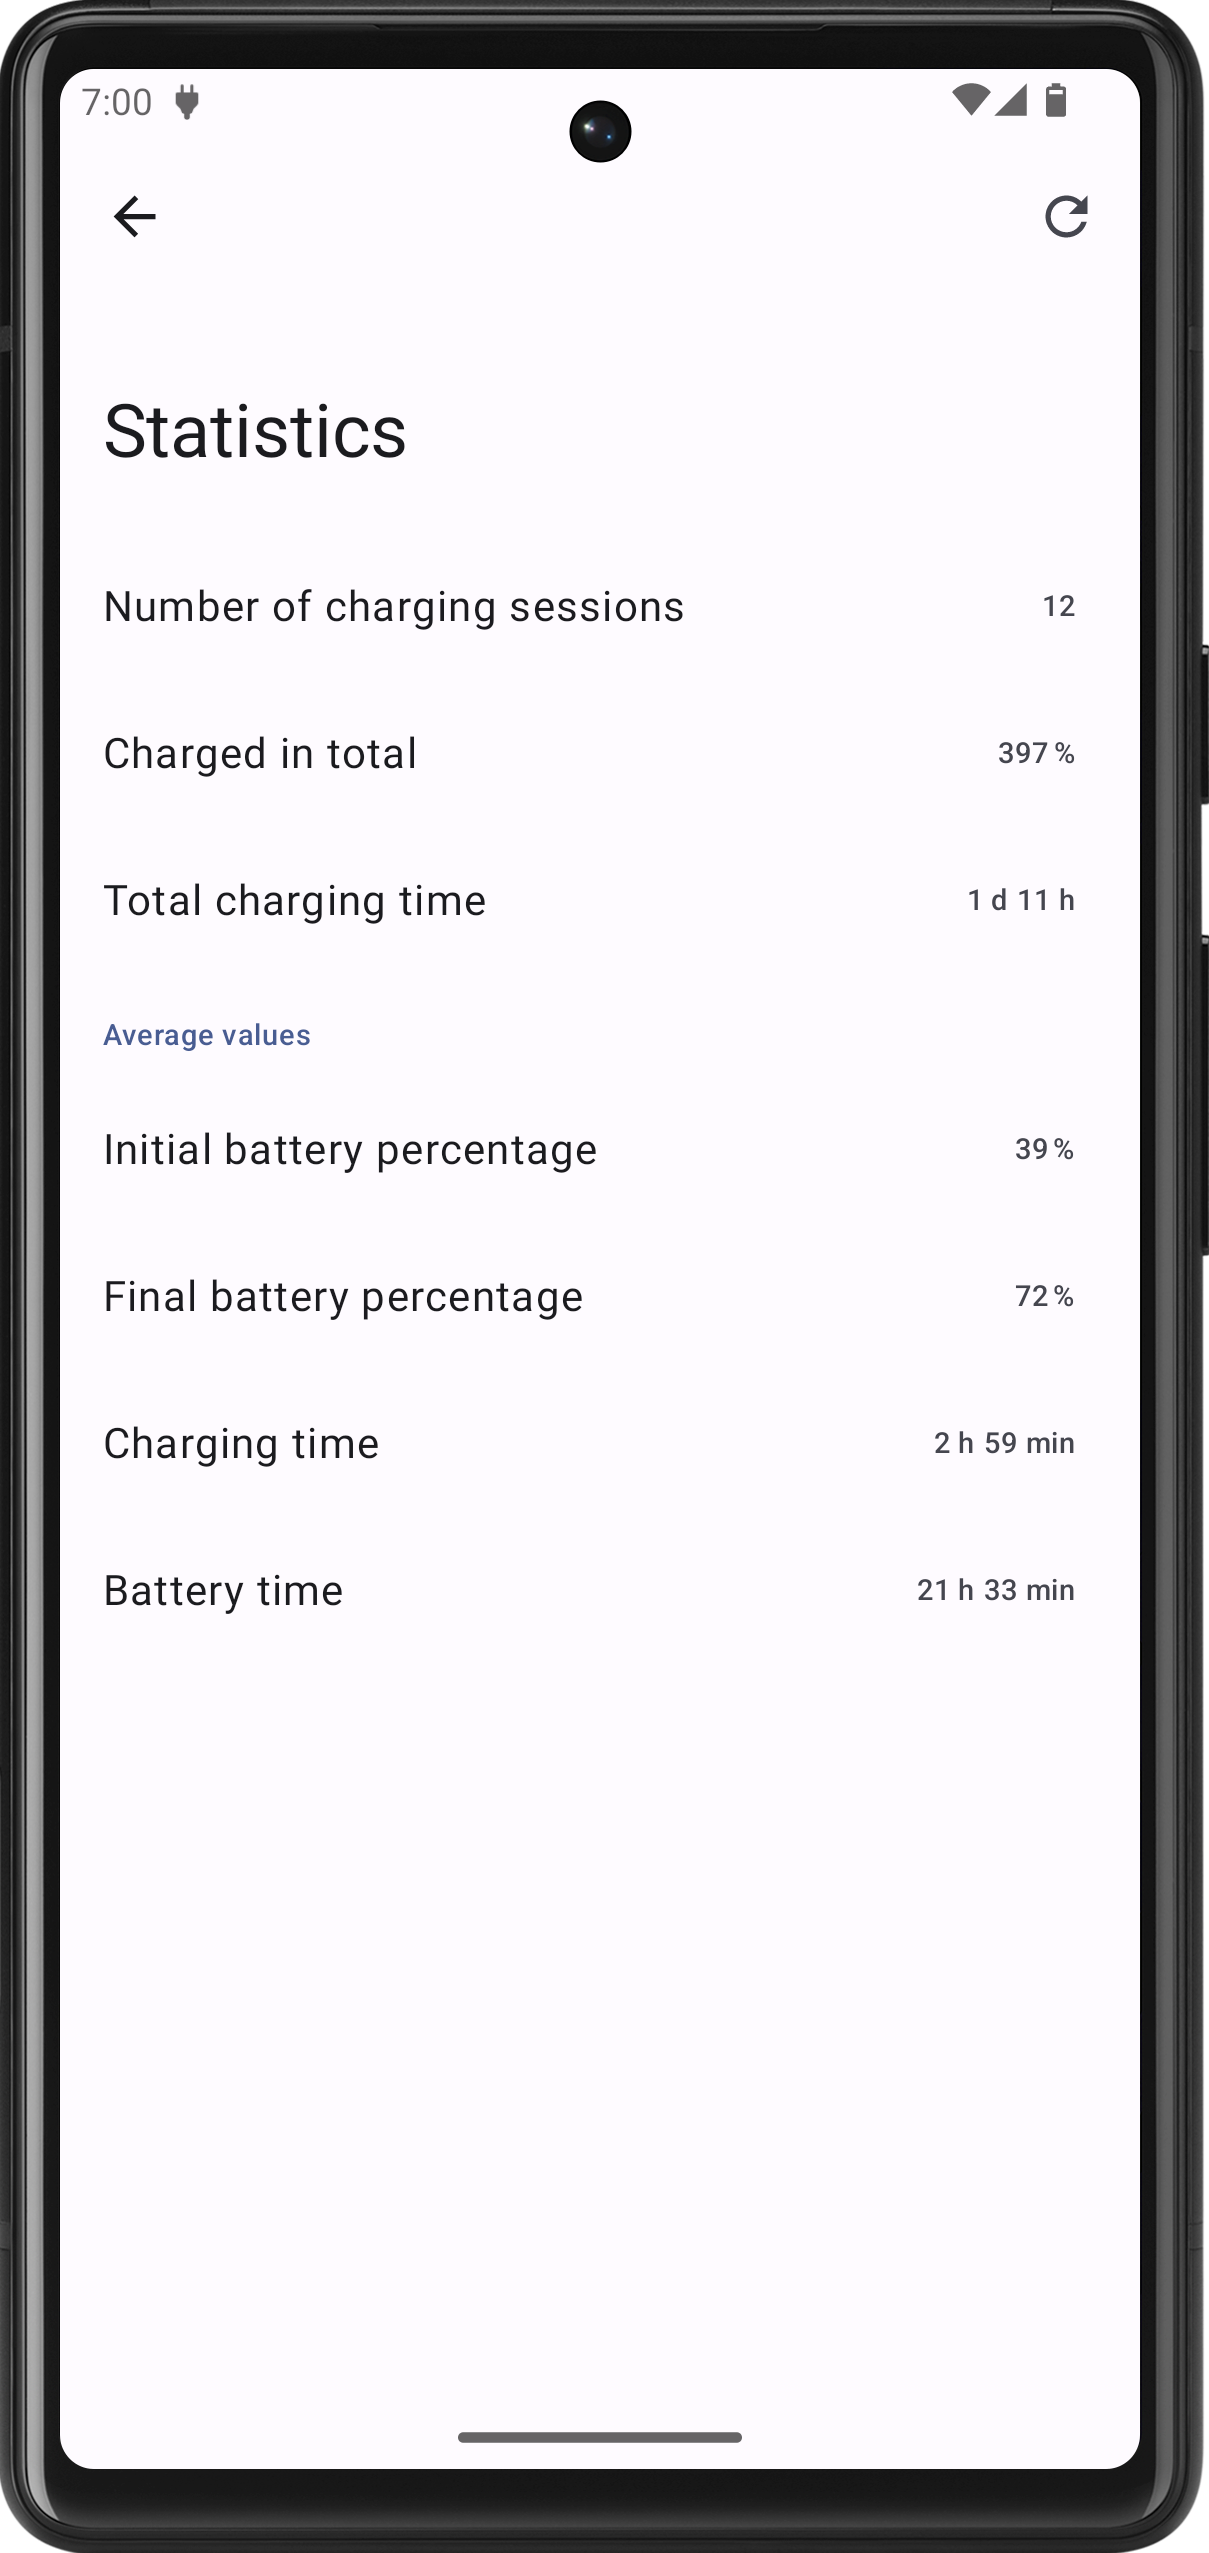 7:00
Statistics
Number of charging sessions 12
Charged in total 397 %
Total charging time 1 d 11 h
Average values
Initial battery percentage 39 %
Final battery percentage 72 %
Charging time 2 h 59 min
Battery time 21 h 33 min